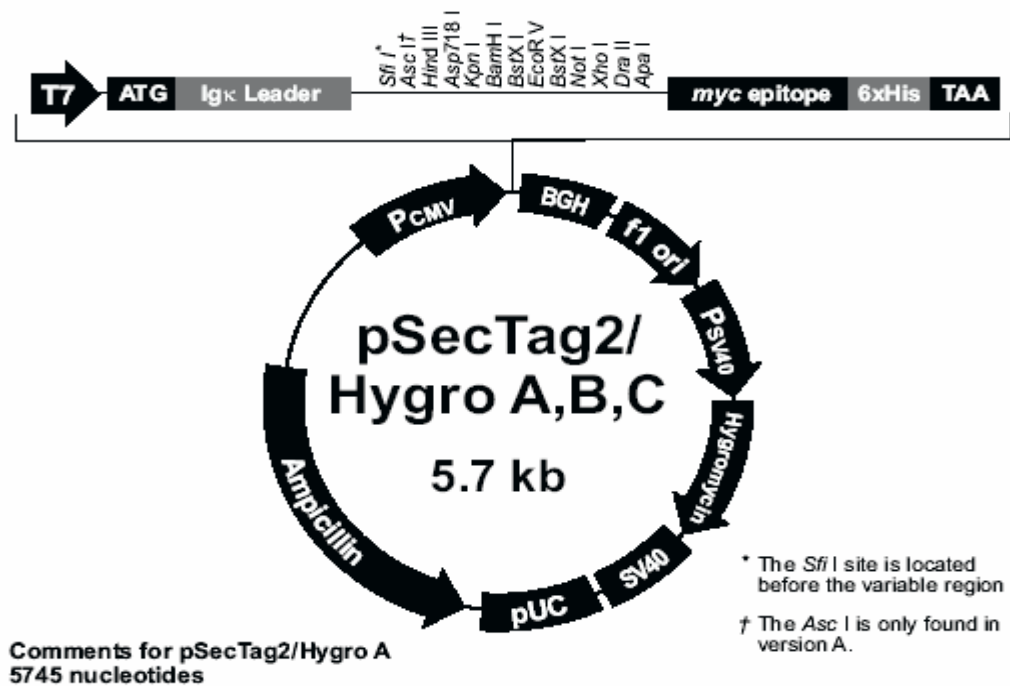 Sfi I*
Asc I†
Hind III
Asp718 I
Kpn I
BamH I
BstX I
EcoR V
BstX I
Not I
Xho I
Dra II
Apa I
T7 ATG Igκ Leader myc epitope 6xHis TAA
PCMV
BGH
f1 ori
PSV40
Hygromycin
SV40
pUC
Ampicillin
pSecTag2/
Hygro A,B,C
5.7 kb
* The Sfi I site is located
before the variable region
† The Asc I is only found in
version A.
Comments for pSecTag2/Hygro A
5745 nucleotides